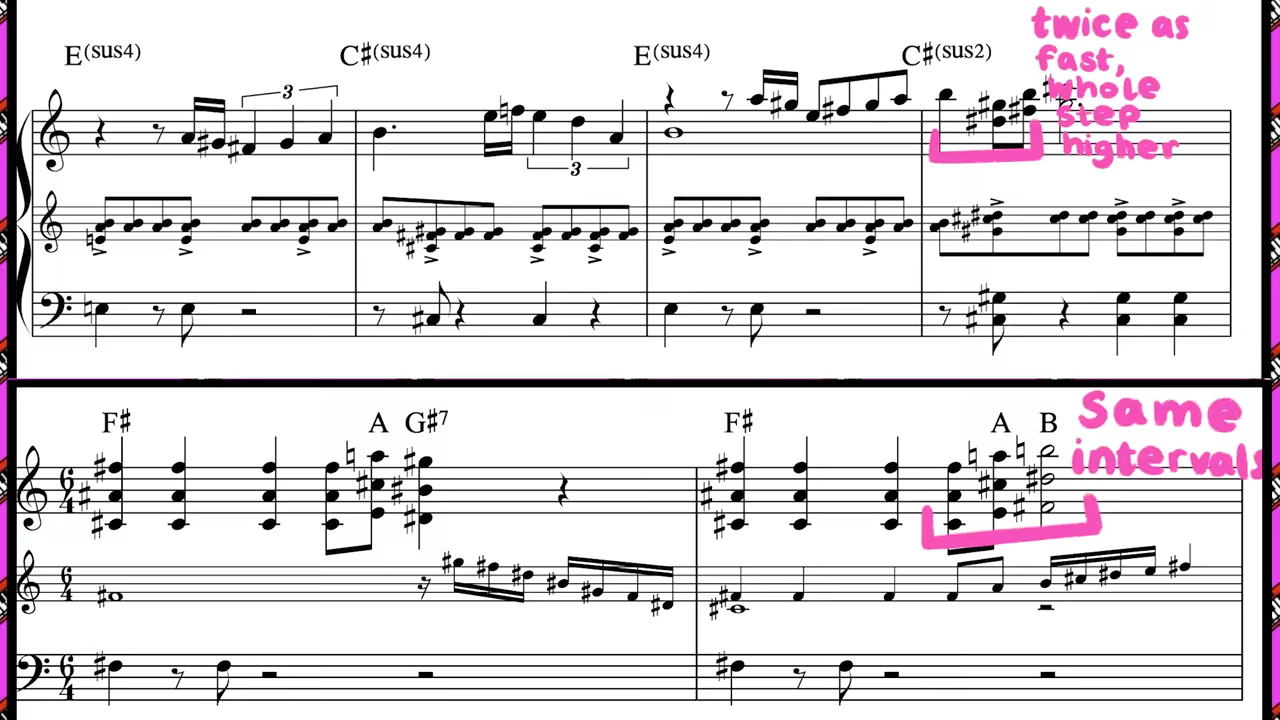 E(sus4) C#(sus4) E(sus4) C#(sus2)
twice as
fast,
whole
step
higher
3
3
F# A G#7 F# A B
same
intervals
6
4
6
4
6
4